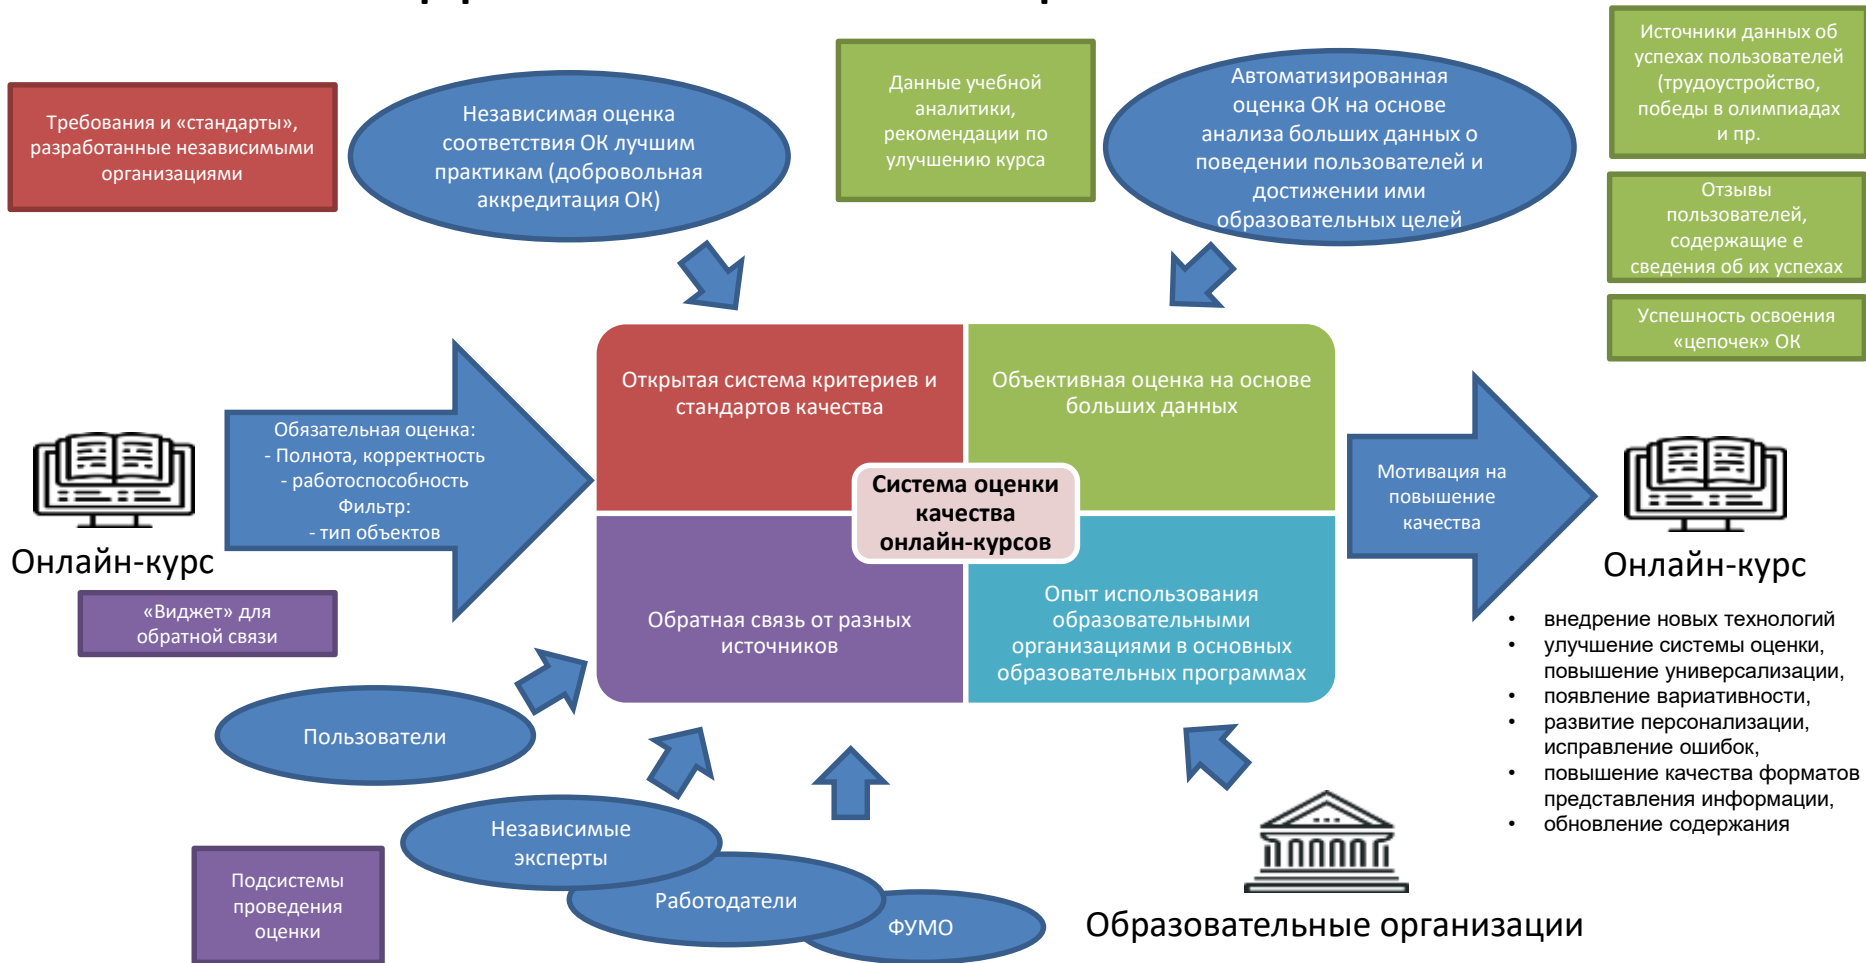 Требования и «стандарты»,
разработанные независимыми
организациями
Независимая оценка
соответствия ОК лучшим
практикам (добровольная
аккредитация ОК)
Данные учебной
аналитики,
рекомендации по
улучшению курса
Автоматизированная
оценка ОК на основе
анализа больших данных о
поведении пользователей и
достижении ими
образовательных целей
Источники данных об
успехах пользователей
(трудоустройство,
победы в олимпиадах
и пр.
Отзывы
пользователей,
содержащие е
сведения об их успехах
Успешность освоения
«цепочек» ОК
Онлайн-курс
Обязательная оценка:
- Полнота, корректность
- работоспособность
Фильтр:
- тип объектов
Открытая система критериев и
стандартов качества
Объективная оценка на основе
больших данных
Система оценки
качества
онлайн-курсов
Обратная связь от разных
источников
Опыт использования
образовательными
организациями в основных
образовательных программах
Мотивация на
повышение
качества
Онлайн-курс
• внедрение новых технологий
• улучшение системы оценки,
повышение универсализации,
• появление вариативности,
• развитие персонализации,
исправление ошибок,
• повышение качества форматов
представления информации,
• обновление содержания
«Виджет» для
обратной связи
Пользователи
Независимые
эксперты
Работодатели
ФУМО
Подсистемы
проведения
оценки
Образовательные организации